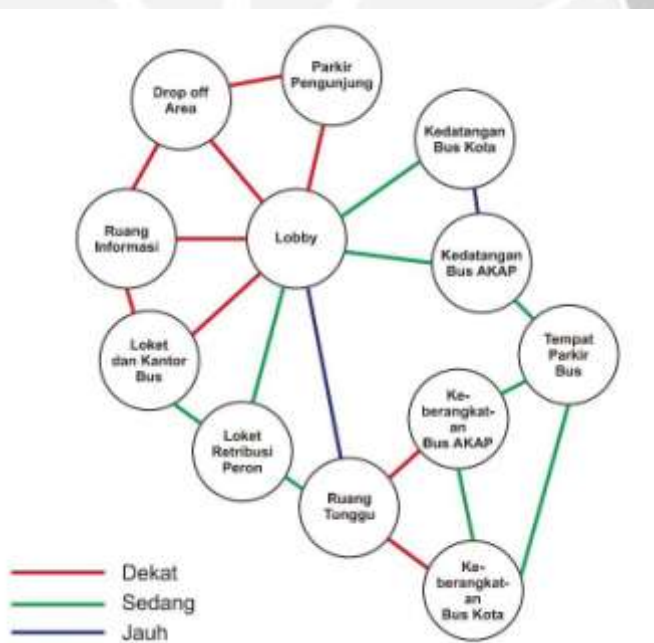 Parkir
Pengunjung
Drop off
Area
Kedatangan
Bus Kota
Ruang
Informasi
Lobby
Kedatangan
Bus AKAP
Loket
dan Kantor
Bus
Tempat
Parkir
Bus
Ke-
berangkat-
an
Bus AKAP
Loket
Retribusi
Peron
Ruang
Tunggu
Ke-
berangkat-
an
Bus Kota
Dekat
Sedang
Jauh